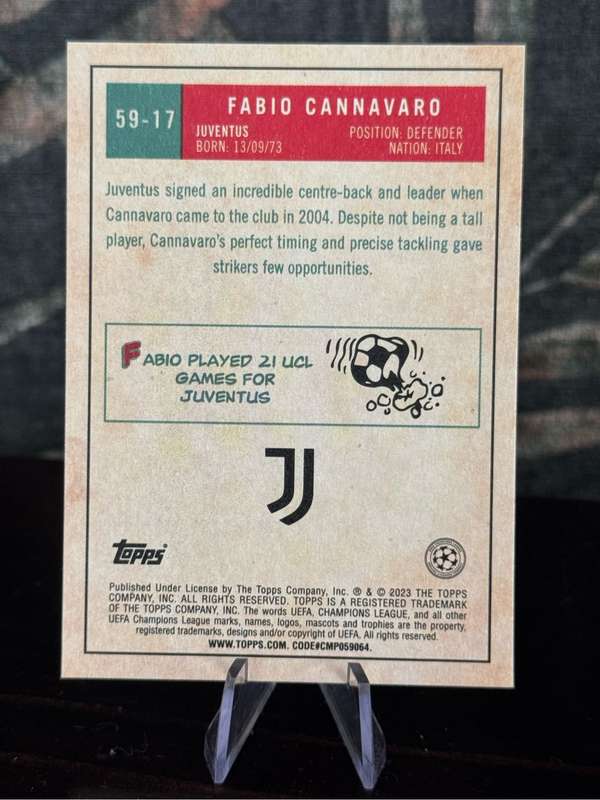 59-17
FABIO CANNAVARO
JUVENTUS
POSITION: DEFENDER
BORN: 13/09/73
NATION: ITALY
Juventus signed an incredible centre-back and leader when
Cannavaro came to the club in 2004. Despite not being a tall
player, Cannavaro's perfect timing and precise tackling gave
strikers few opportunities.
FABIO PLAYED 21 UCL
GAMES FOR
JUVENTUS
J
Topps
Published Under License by The Topps Company, Inc. ® & © 2023 THE TOPPS
COMPANY, INC. ALL RIGHTS RESERVED. TOPPS IS A REGISTERED TRADEMARK
OF THE TOPPS COMPANY, INC. The words UEFA, CHAMPIONS LEAGUE, and all other
UEFA Champions League marks, names, logos, mascots and trophies are the property,
registered trademarks, designs and/or copyright of UEFA. All rights reserved.
WWW.TOPPS.COM. CODE#CMP059064.